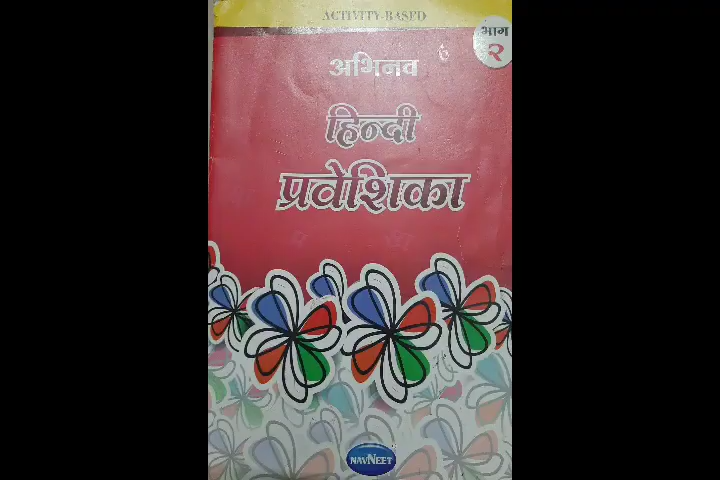 ACTIVITY-BASED
भाग
२
अभिनव
हिन्दी
प्रवेशिका
NAVNEET